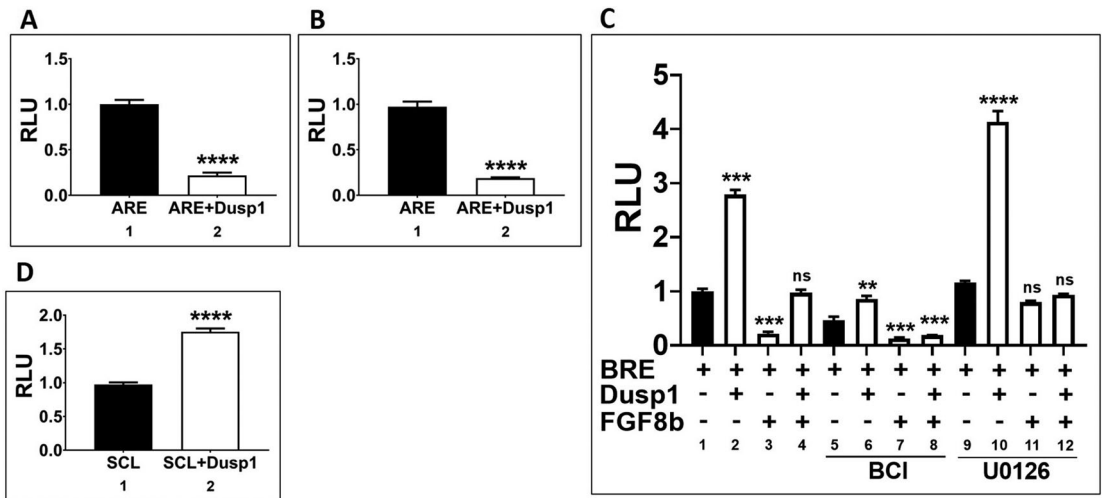 A
RLU
1.5
1.0
0.5
0.0
****
ARE ARE+Dusp1
1 2
B
RLU
1.5
1.0
0.5
0.0
****
ARE ARE+Dusp1
1 2
C
RLU
5
4
3
2
1
0
*** *** ns ** *** *** **** ns ns
BRE + + + + + + + + + + + +
Dusp1 - + - + - + - + - + - +
FGF8b - - + + - - + + - - + +
1 2 3 4 5 6 7 8 9 10 11 12
BCI U0126
D
RLU
2.0
1.5
1.0
0.5
0.0
****
SCL SCL+Dusp1
1 2